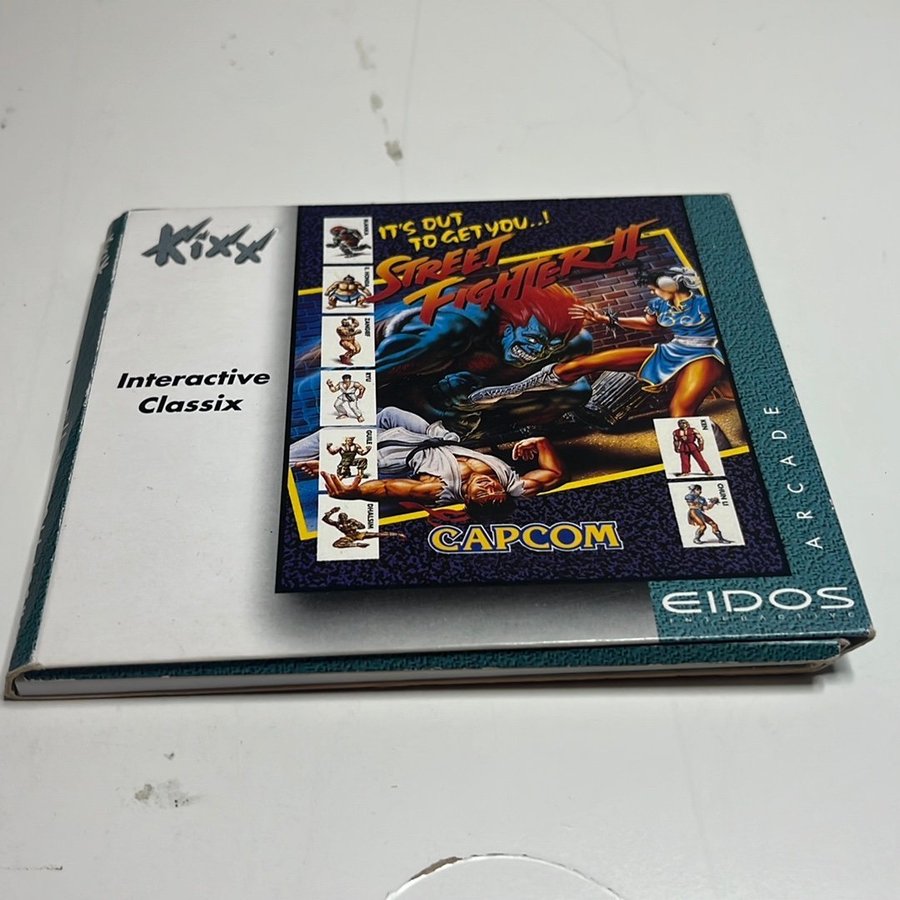 Kixx
Interactive
Classix
IT'S OUT
TO GET YOU..!
STREET
FIGHTER II
BLANKA
E. HONDA
ZANGIEF
RYU
GUILE
DHALSIM
KEN
CHUN LI
CAPCOM
ARCADE
EIDOS
INTERACTIVE